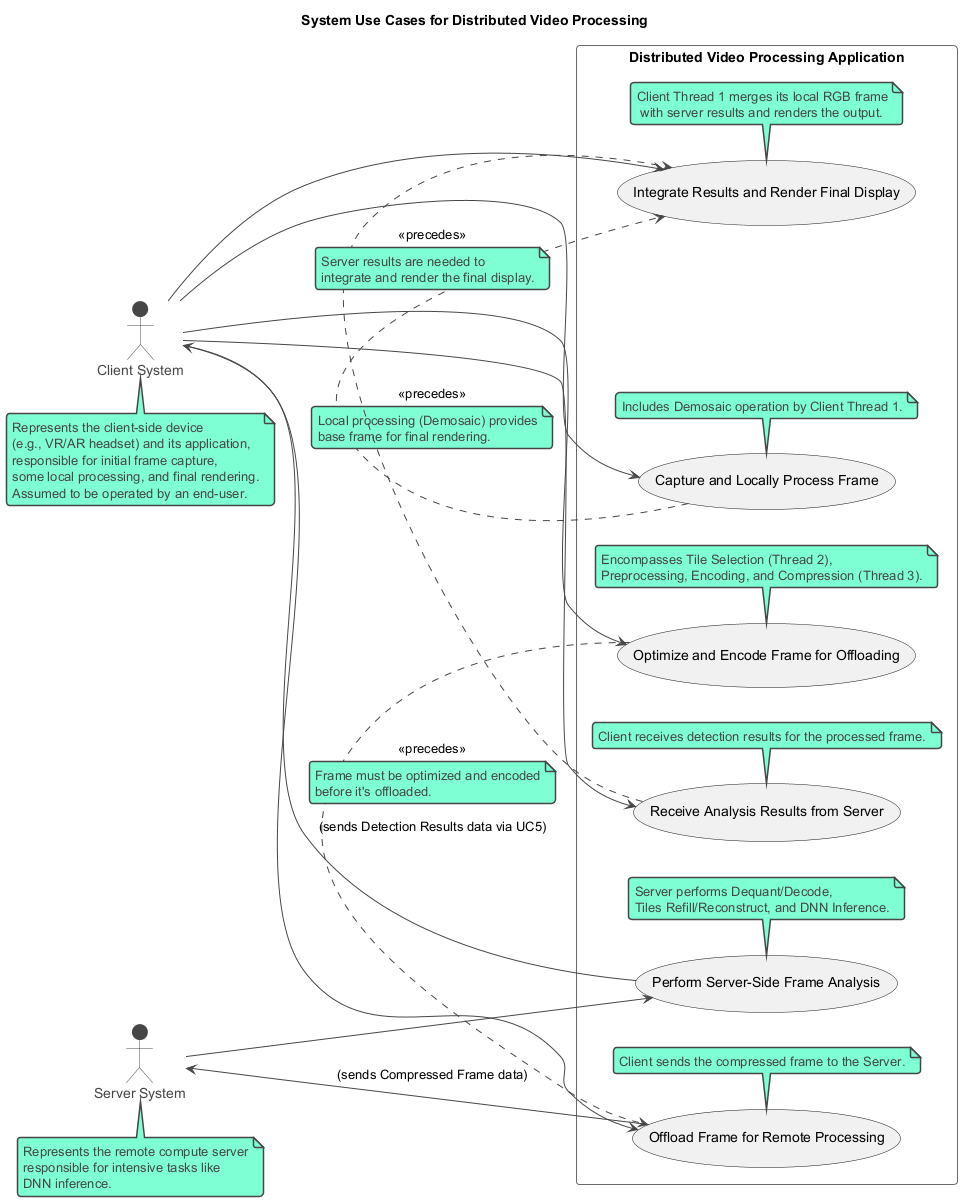 System Use Cases for Distributed Video Processing
Distributed Video Processing Application
Client Thread 1 merges its local RGB frame
with server results and renders the output.
Integrate Results and Render Final Display
«precedes»
Server results are needed to
integrate and render the final display.
Client System
Represents the client-side device
(e.g., VR/AR headset) and its application,
responsible for initial frame capture,
some local processing, and final rendering.
Assumed to be operated by an end-user.
«precedes»
Local processing (Demosaic) provides
base frame for final rendering.
Includes Demosaic operation by Client Thread 1.
Capture and Locally Process Frame
Encompasses Tile Selection (Thread 2),
Preprocessing, Encoding, and Compression (Thread 3).
Optimize and Encode Frame for Offloading
«precedes»
Frame must be optimized and encoded
before it's offloaded.
(sends Detection Results data via UC5)
Client receives detection results for the processed frame.
Receive Analysis Results from Server
Server performs Dequant/Decode,
Tiles Refill/Reconstruct, and DNN Inference.
Perform Server-Side Frame Analysis
Server System
Represents the remote compute server
responsible for intensive tasks like
DNN inference.
(sends Compressed Frame data)
Client sends the compressed frame to the Server.
Offload Frame for Remote Processing